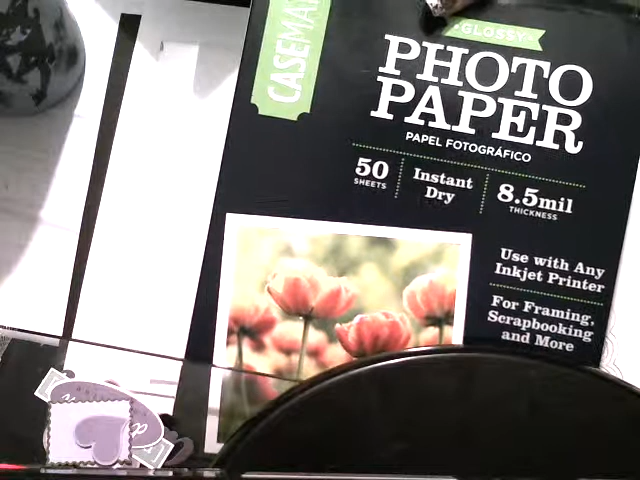 CASEMA
GLOSSY
PHOTO
PAPER
PAPEL FOTOGRÁFICO
50
SHEETS
Instant
Dry
8.5mil
THICKNESS
Use with Any
Inkjet Printer
For Framing,
Scrapbooking
and More